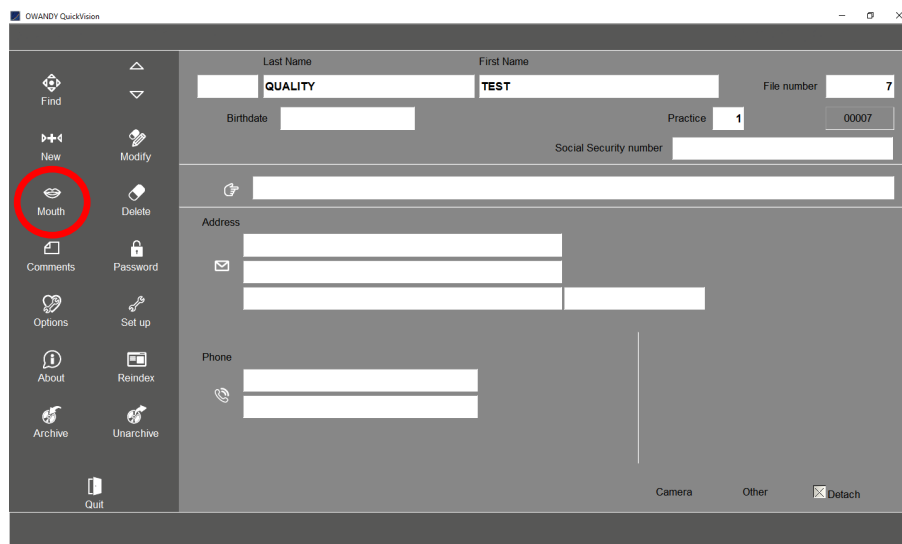 OWANDY QuickVision
Last Name First Name
QUALITY TEST File number 7
Birthdate Practice 1 00007
Social Security number
Address
Phone
Camera Other Detach
Find
New Modify
Mouth Delete
Comments Password
Options Set up
About Reindex
Archive Unarchive
Quit